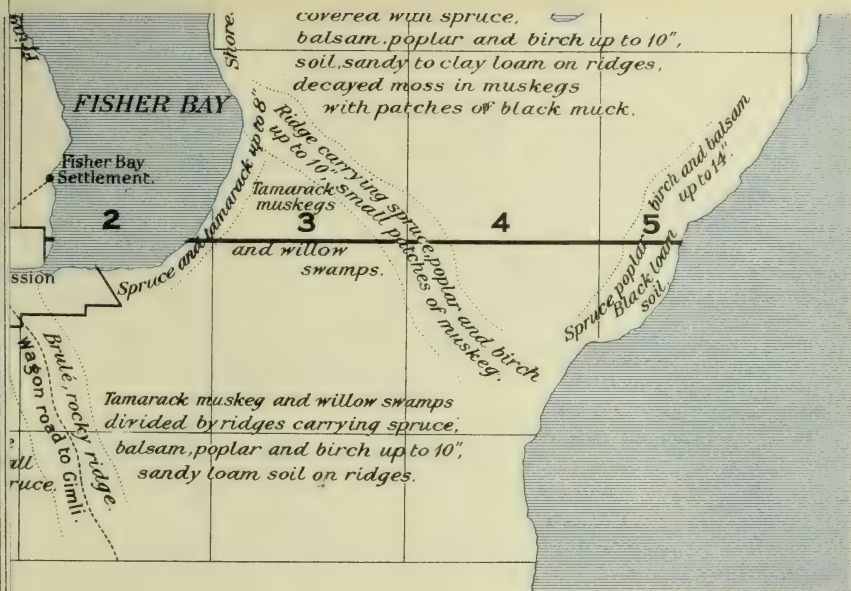 covered with spruce,
balsam.poplar and birch up to 10",
soil,sandy to clay loam on ridges,
decayed moss in muskegs
with patches of black muck.
Shore.
FISHER BAY
Fisher Bay
Settlement.
Spruce and tamarack up to 8"
Ridge carrying spruce,poplar and birch
up to 10", small patches of muskeg.
Tamarack
muskegs
and willow
swamps.
2
3
4
5
Spruce, poplar, birch and balsam
up to 14".
Black loam
soil
ssion
Brulé, rocky ridge.
Wagon road to Gimli.
Tamarack muskeg and willow swamps
divided by ridges carrying spruce,
balsam,poplar and birch up to 10",
sandy loam soil on ridges.
all
ruce.